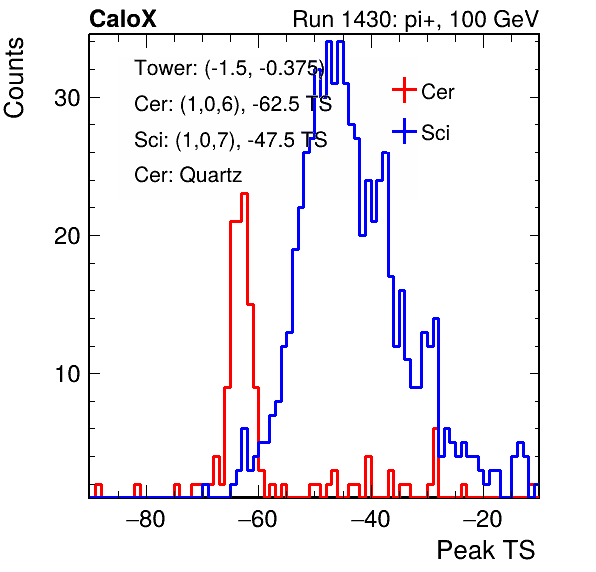 CaloX Run 1430: pi+, 100 GeV
Counts
Tower: (-1.5, -0.375)
Cer: (1,0,6), -62.5 TS
Sci: (1,0,7), -47.5 TS
Cer: Quartz
Cer
Sci
30
20
10
−80 −60 −40 −20
Peak TS